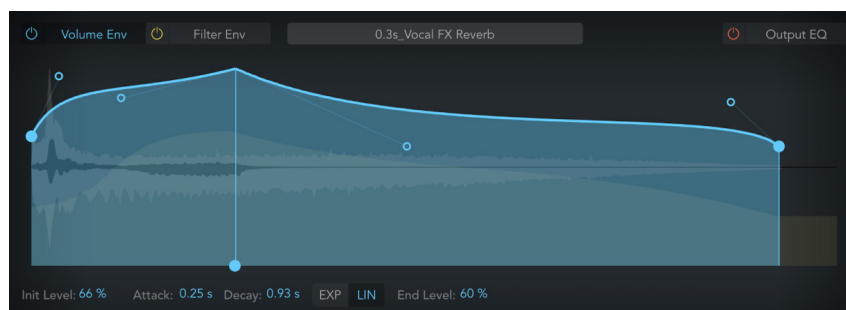 Volume Env Filter Env 0.3s_Vocal FX Reverb Output EQ
Init Level: 66 % Attack: 0.25 s Decay: 0.93 s EXP LIN End Level: 60 %